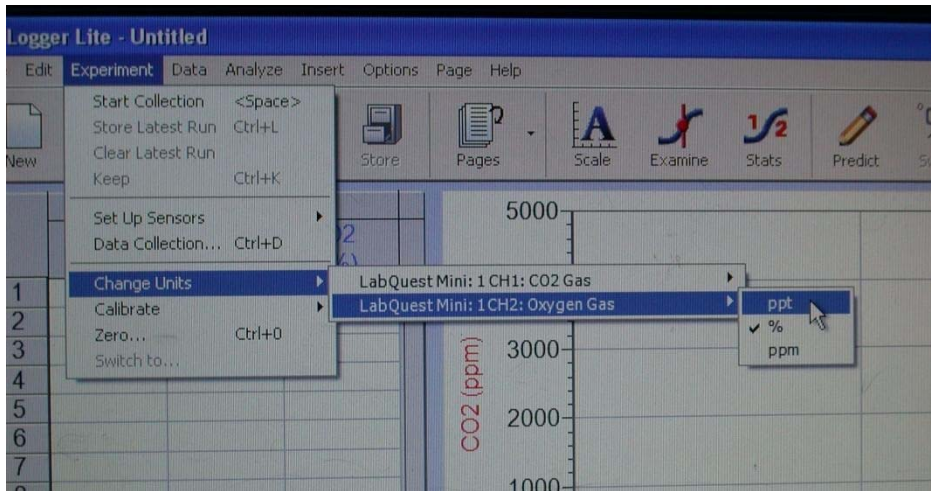 Logger Lite - Untitled
Edit Experiment Data Analyze Insert Options Page Help
New Store Pages Scale Examine Stats Predict
Start Collection <Space>
Store Latest Run Ctrl+L
Clear Latest Run
Keep Ctrl+K
Set Up Sensors
Data Collection... Ctrl+D
Change Units
Calibrate
Zero... Ctrl+0
Switch to...
LabQuest Mini: 1 CH1: CO2 Gas
LabQuest Mini: 1 CH2: Oxygen Gas
ppt
%
ppm
1
2
3
4
5
6
7
CO2 (ppm)
5000
3000
2000
1000